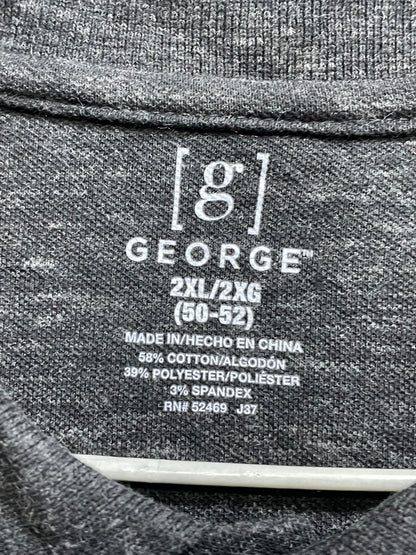 [g]
GEORGE™
2XL/2XG
(50-52)
MADE IN/HECHO EN CHINA
58% COTTON/ALGODÓN
39% POLYESTER/POLIÉSTER
3% SPANDEX
RN# 52469 J37